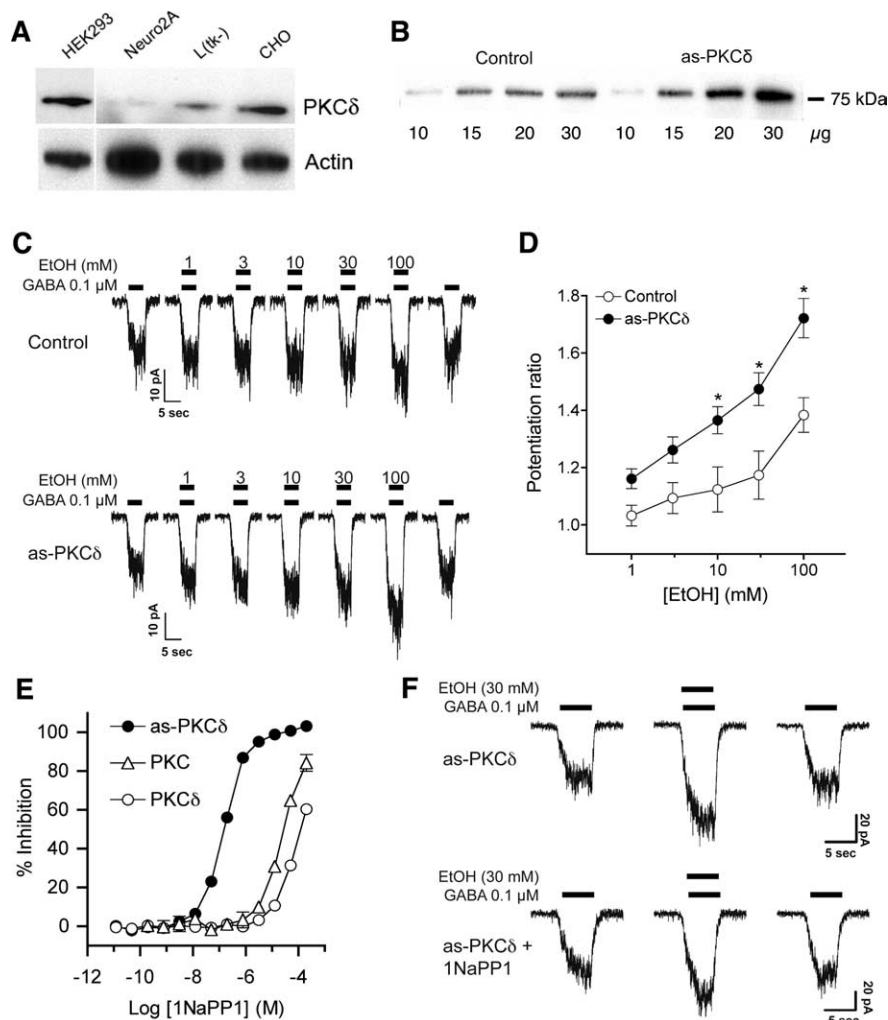 A
HEK293
Neuro2A
L(tk-)
CHO
PKCδ
Actin
B
Control as-PKCδ
75 kDa
10 15 20 30 10 15 20 30 µg
C
EtOH (mM) 1 3 10 30 100
GABA 0.1 µM
Control
10 pA
5 sec
EtOH (mM) 1 3 10 30 100
GABA 0.1 µM
as-PKCδ
10 pA
5 sec
D
Control
as-PKCδ
Potentiation ratio
1.8
1.6
1.4
1.2
1.0
* * *
1 10 100
[EtOH] (mM)
E
as-PKCδ
PKC
PKCδ
% Inhibition
100
80
60
40
20
0
-12 -10 -8 -6 -4
Log [1NaPP1] (M)
F
EtOH (30 mM)
GABA 0.1 µM
as-PKCδ
20 pA
5 sec
EtOH (30 mM)
GABA 0.1 µM
as-PKCδ +
1NaPP1
20 pA
5 sec